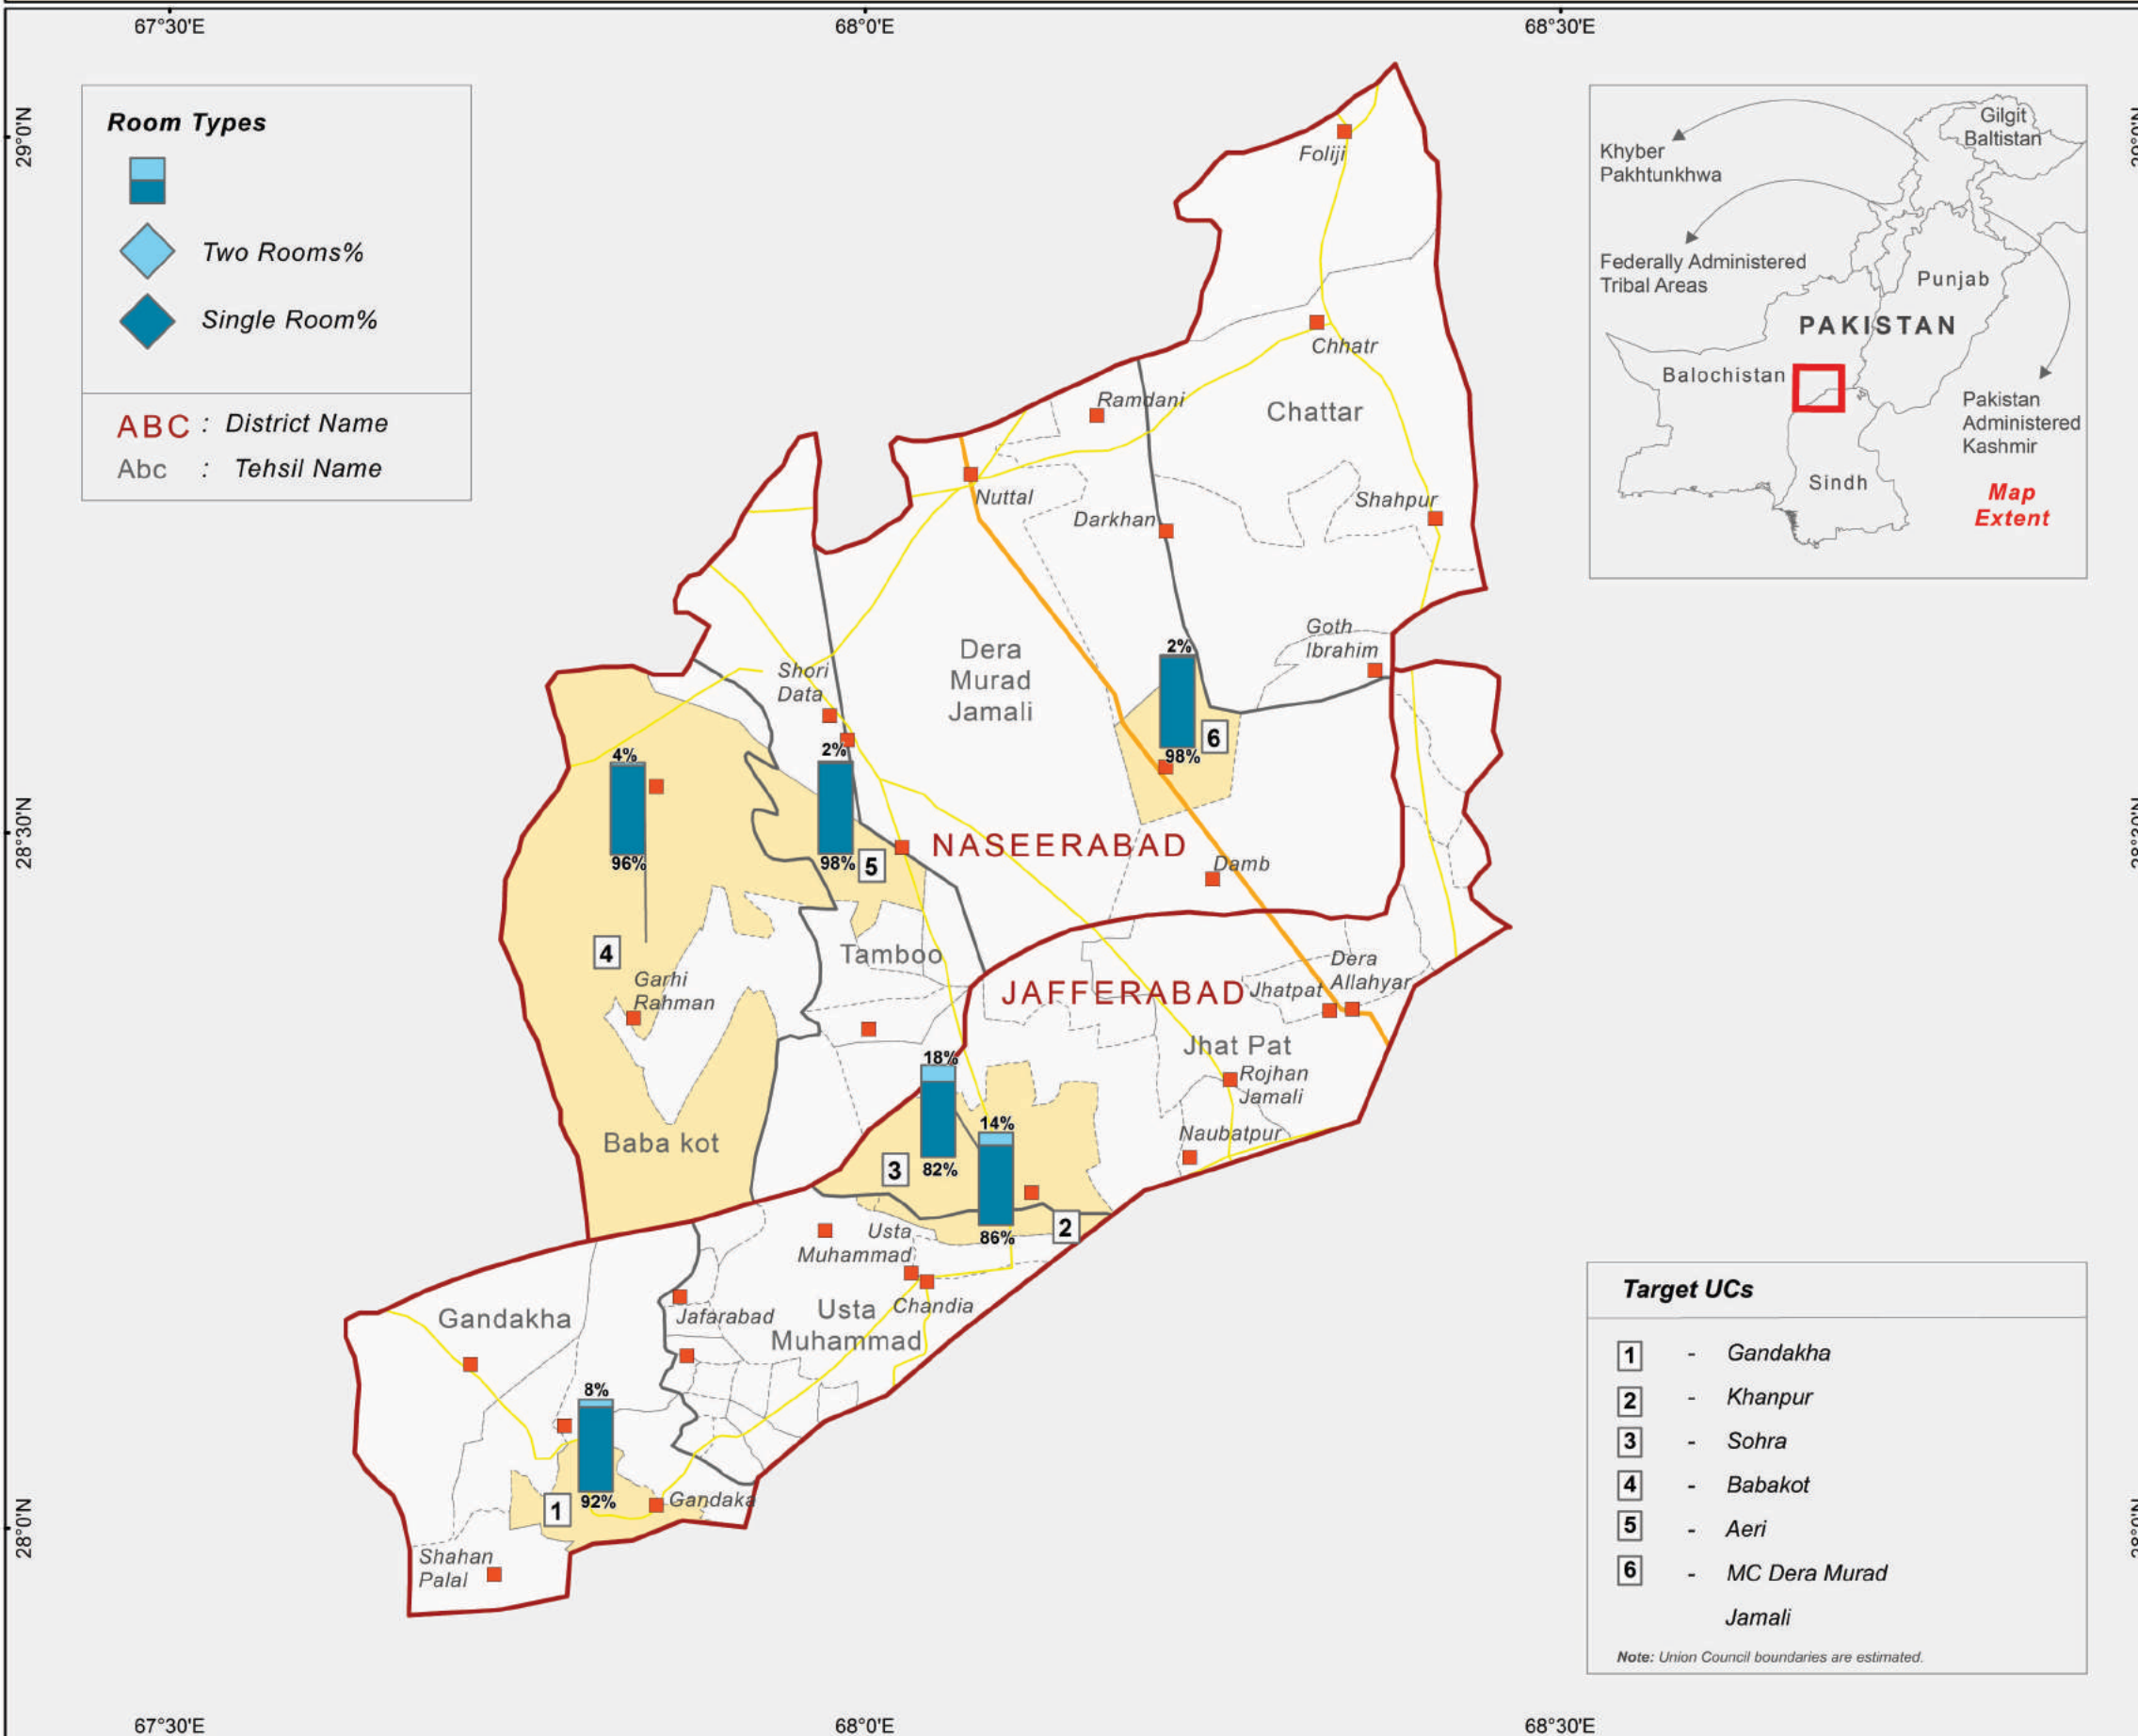 67°30'E
68°0'E
68°30'E
29°0'N
28°30'N
28°0'N
Room Types
Two Rooms%
Single Room%
ABC : District Name
Abc : Tehsil Name
Gilgit
Baltistan
Khyber
Pakhtunkhwa
Federally Administered
Tribal Areas
Punjab
PAKISTAN
Balochistan
Pakistan
Administered
Kashmir
Sindh
Map
Extent
Foliji
Chhatr
Ramdani
Chattar
Nuttal
Shahpur
Darkhan
Goth
Ibrahim
Dera
Murad
Jamali
2%
98%
6
Shori
Data
4%
96%
2%
98%
5
NASEERABAD
Damb
4
Garhi
Rahman
Tamboo
Dera
Allahyar
JAFFERABAD
Jhatpat
Jhat Pat
Rojhan
Jamali
18%
82%
3
14%
86%
2
Naubatpur
Baba kot
Usta
Muhammad
Chandia
Gandakha
Jafarabad
Usta
Muhammad
8%
92%
1
Gandaka
Shahan
Palal
Target UCs
1 - Gandakha
2 - Khanpur
3 - Sohra
4 - Babakot
5 - Aeri
6 - MC Dera Murad
Jamali
Note: Union Council boundaries are estimated.
67°30'E
68°0'E
68°30'E